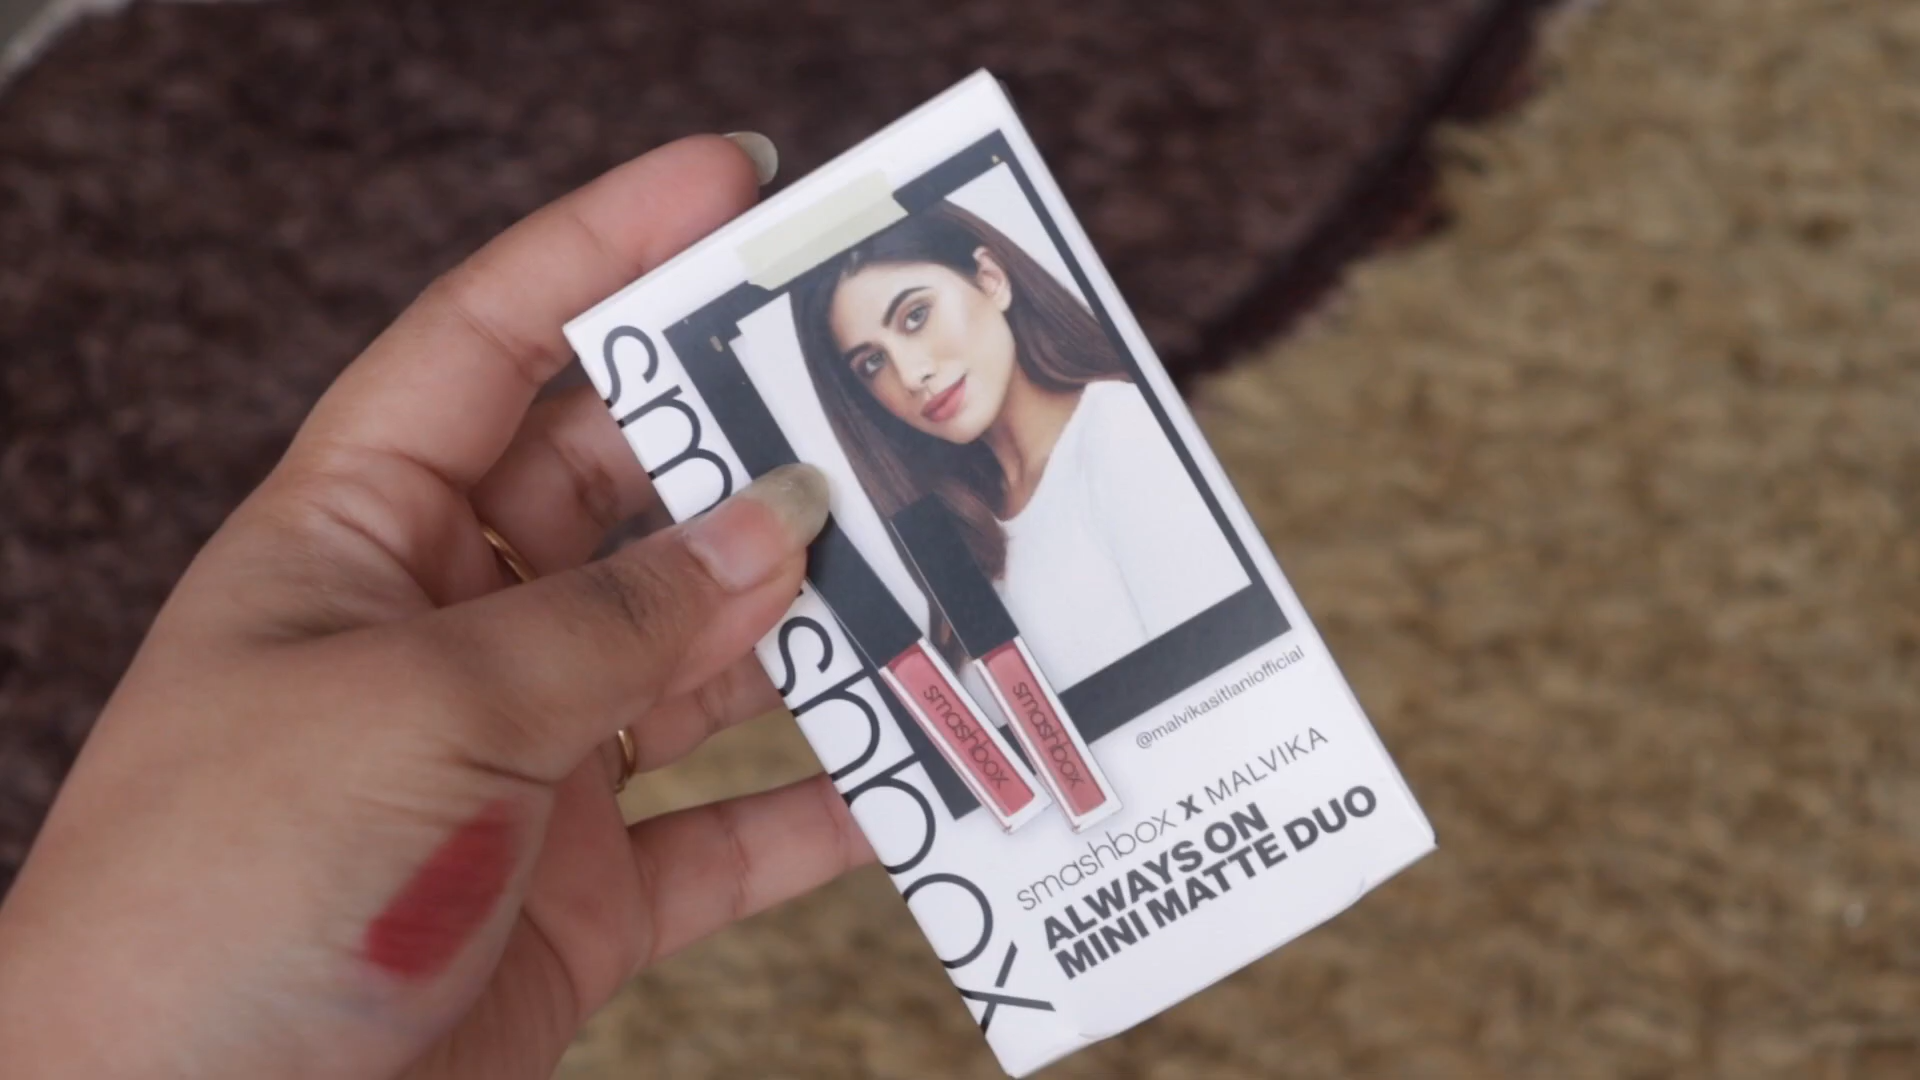 smashbox
smashbox
smashbox
@malvikasitlaniofficial
smashbox x MALVIKA
ALWAYS ON
MINI MATTE DUO